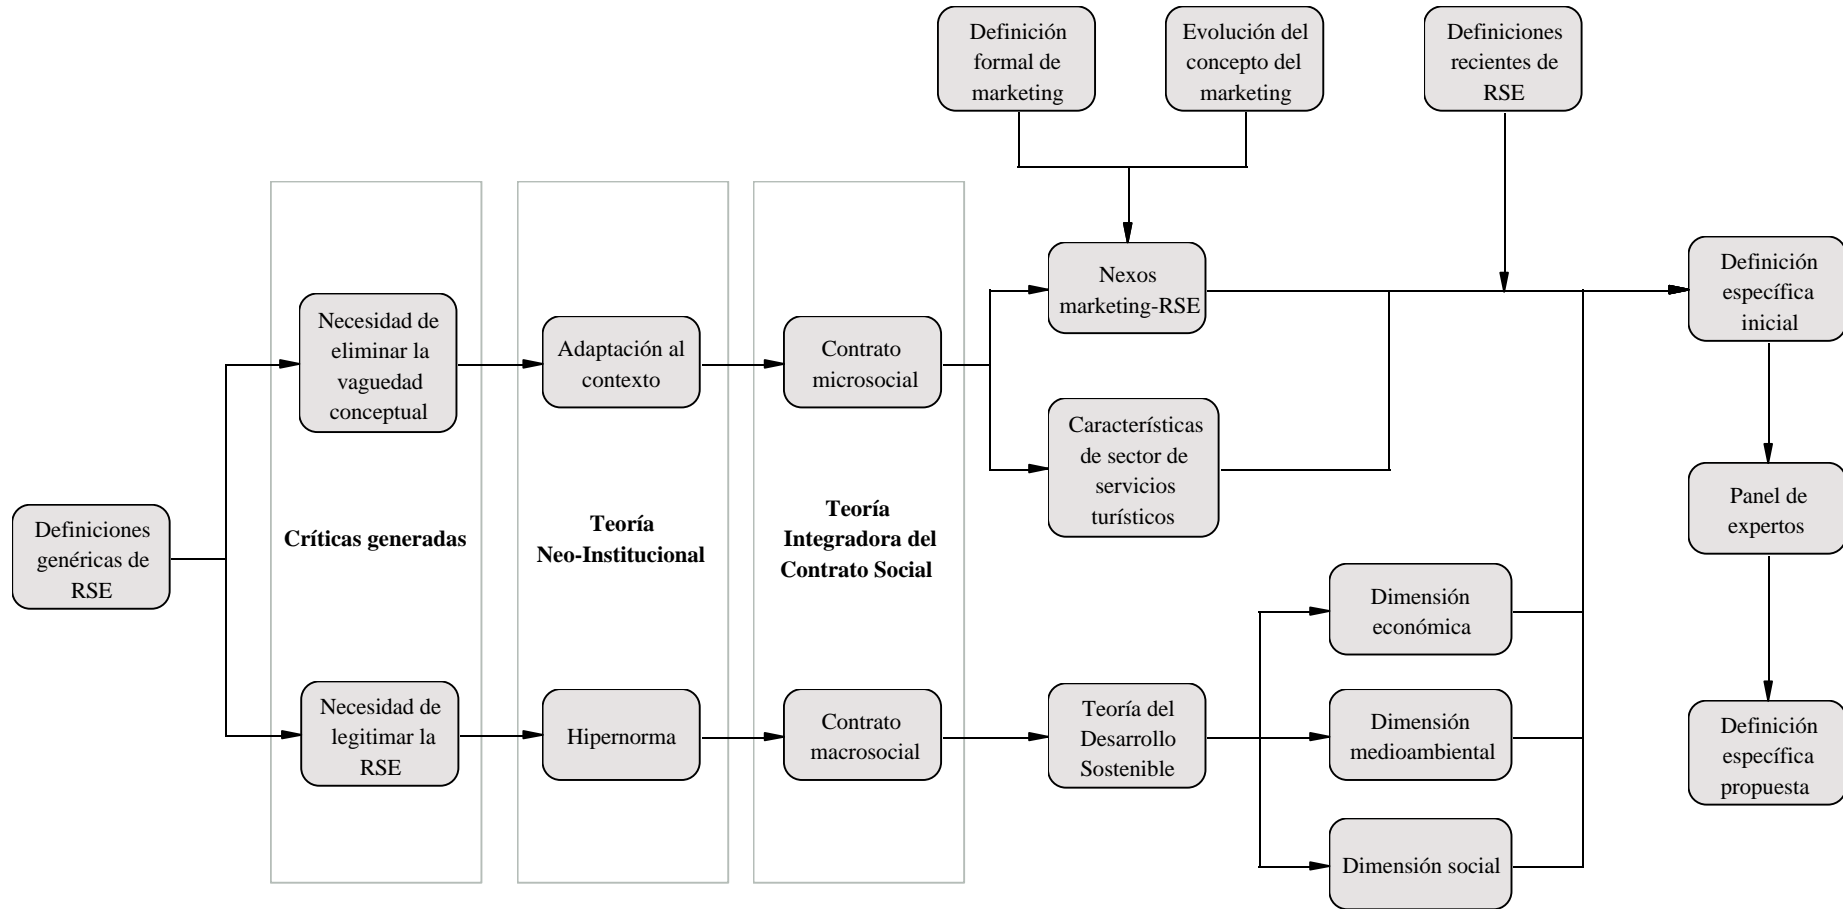 Definición
formal de
marketing
Evolución del
concepto del
marketing
Definiciones
recientes de
RSE
Definiciones
genéricas de
RSE
Críticas generadas
Necesidad de
eliminar la
vaguedad
conceptual
Necesidad de
legitimar la
RSE
Teoría
Neo-Institucional
Adaptación al
contexto
Hipernorma
Teoría
Integradora del
Contrato Social
Contrato
microsocial
Contrato
macrosocial
Nexos
marketing-RSE
Características
de sector de
servicios
turísticos
Teoría del
Desarrollo
Sostenible
Dimensión
económica
Dimensión
medioambiental
Dimensión social
Definición
específica
inicial
Panel de
expertos
Definición
específica
propuesta